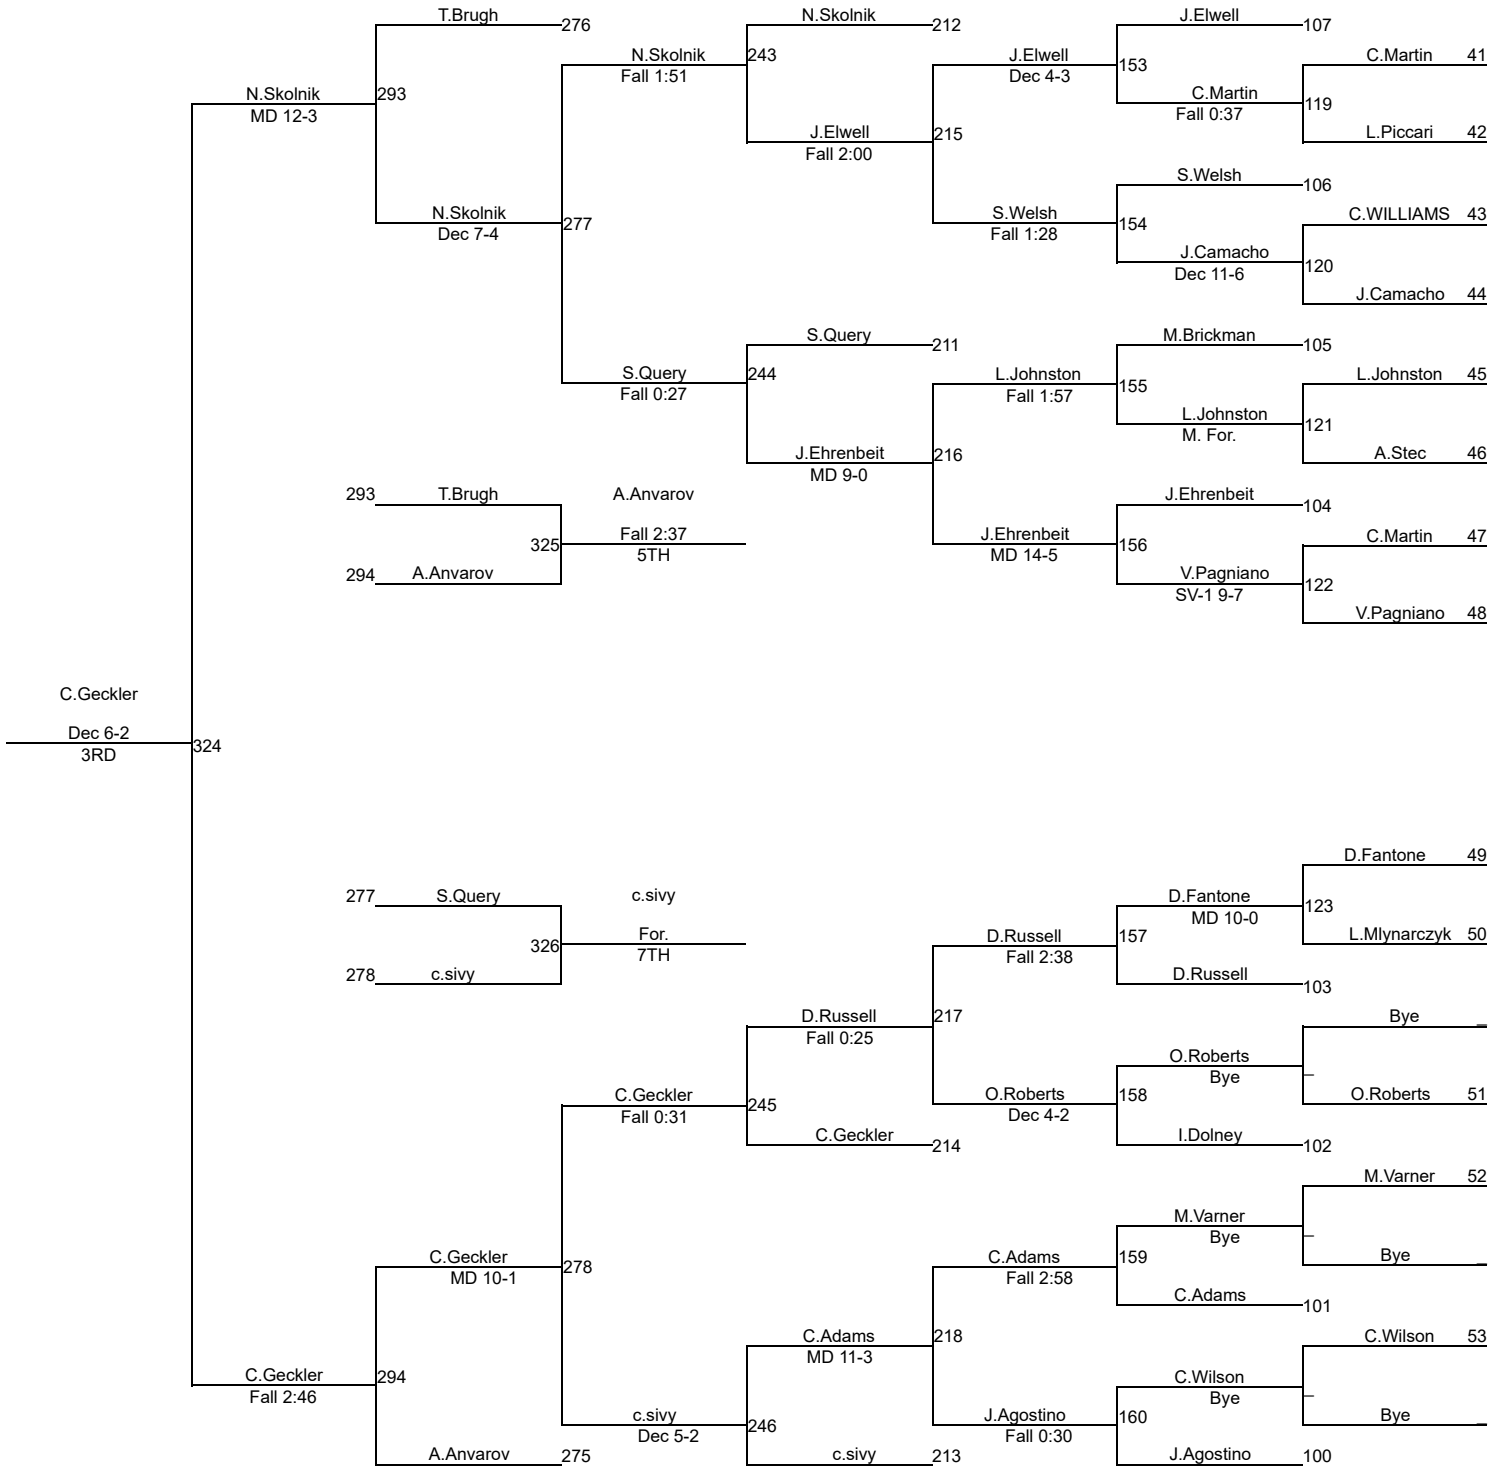 T.Brugh
276
N.Skolnik
212
J.Elwell
107
N.Skolnik
Fall 1:51
243
J.Elwell
Dec 4-3
153
C.Martin 41
N.Skolnik
MD 12-3
293
C.Martin
Fall 0:37
119
J.Elwell
Fall 2:00
215
L.Piccari 42
S.Welsh
106
N.Skolnik
Dec 7-4
277
S.Welsh
Fall 1:28
154
C.WILLIAMS 43
J.Camacho
Dec 11-6
120
J.Camacho 44
S.Query
211
M.Brickman
105
S.Query
Fall 0:27
244
L.Johnston
Fall 1:57
155
L.Johnston 45
L.Johnston
M. For.
121
J.Ehrenbeit
MD 9-0
216
A.Stec 46
293 T.Brugh
A.Anvarov
J.Ehrenbeit
104
325
Fall 2:37
5TH
J.Ehrenbeit
MD 14-5
156
C.Martin 47
294 A.Anvarov
V.Pagniano
SV-1 9-7
122
V.Pagniano 48
C.Geckler
Dec 6-2
3RD
324
D.Fantone 49
277 S.Query
c.sivy
D.Fantone
MD 10-0
123
326
For.
7TH
D.Russell
Fall 2:38
157
L.Mlynarczyk 50
278 c.sivy
D.Russell
103
D.Russell
Fall 0:25
217
Bye _
O.Roberts
Bye
_
C.Geckler
Fall 0:31
245
O.Roberts
Dec 4-2
158
O.Roberts 51
C.Geckler
214
I.Dolney
102
M.Varner 52
M.Varner
Bye
_
C.Geckler
MD 10-1
278
C.Adams
Fall 2:58
159
Bye _
C.Adams
101
C.Adams
MD 11-3
218
C.Wilson 53
C.Geckler
Fall 2:46
294
C.Wilson
Bye
_
c.sivy
Dec 5-2
246
J.Agostino
Fall 0:30
160
Bye _
A.Anvarov
275
c.sivy
213
J.Agostino
100